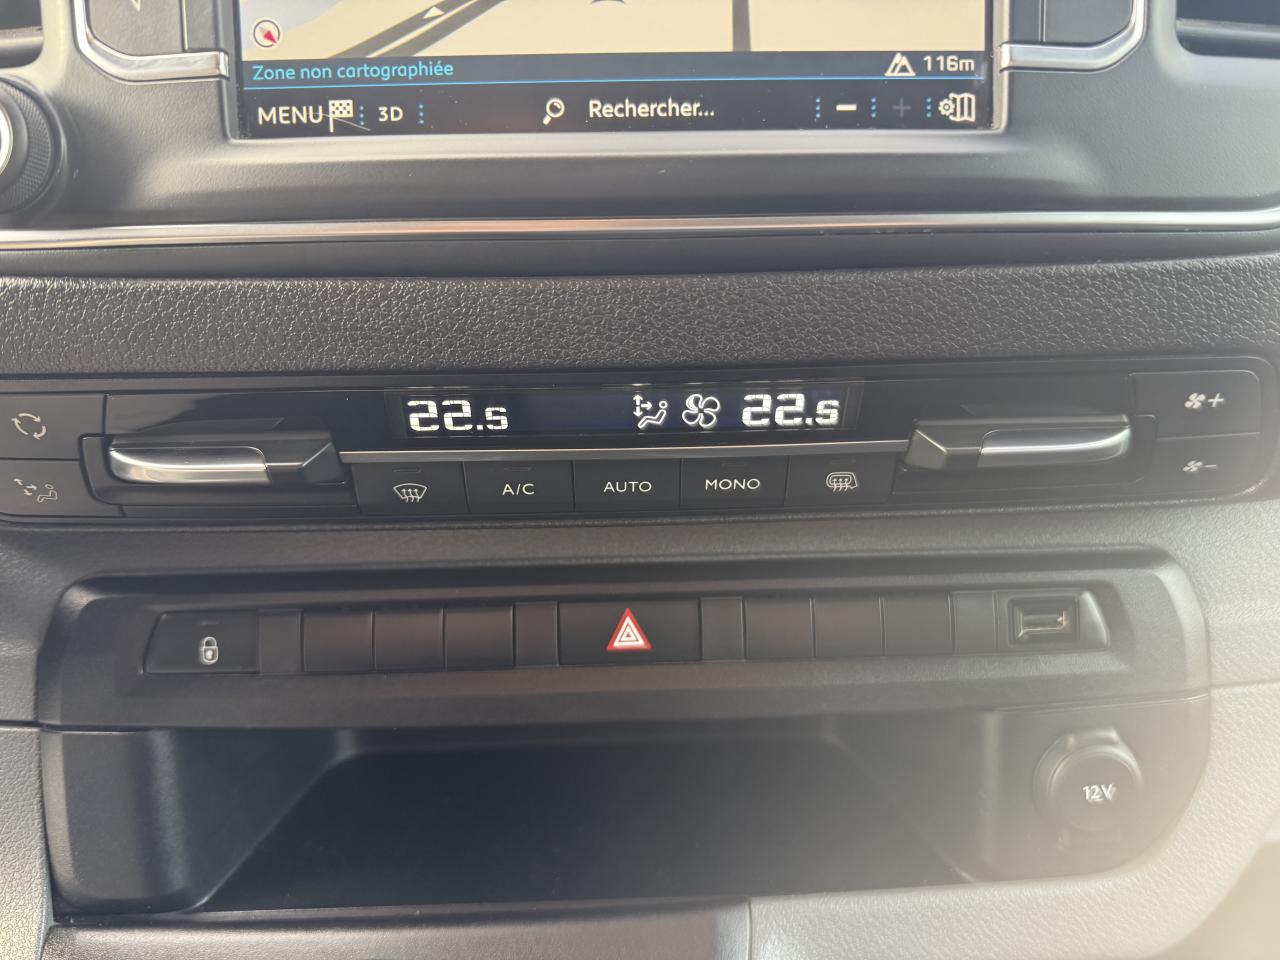 Zone non cartographiée
116m
MENU
3D
Rechercher...
22.5
22.5
A/C
AUTO
MONO
12V